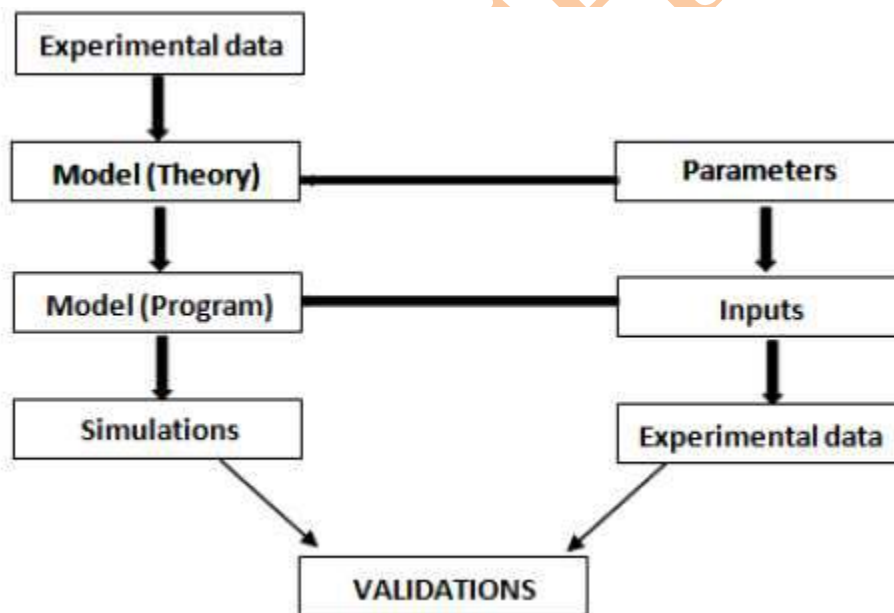 Experimental data
Model (Theory)
Parameters
Model (Program)
Inputs
Simulations
Experimental data
VALIDATIONS